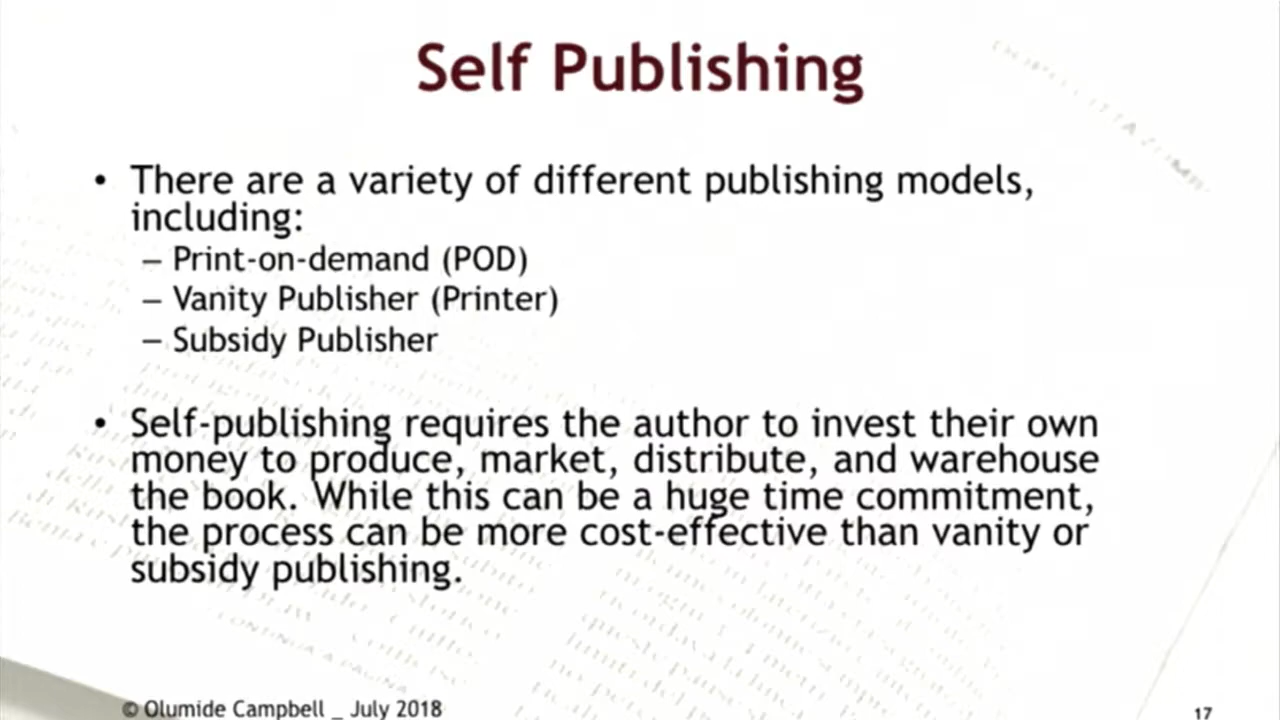 Self Publishing
• There are a variety of different publishing models,
including:
– Print-on-demand (POD)
– Vanity Publisher (Printer)
– Subsidy Publisher
• Self-publishing requires the author to invest their own
money to produce, market, distribute, and warehouse
the book. While this can be a huge time commitment,
the process can be more cost-effective than vanity or
subsidy publishing.
© Olumide Campbell _ July 2018
17